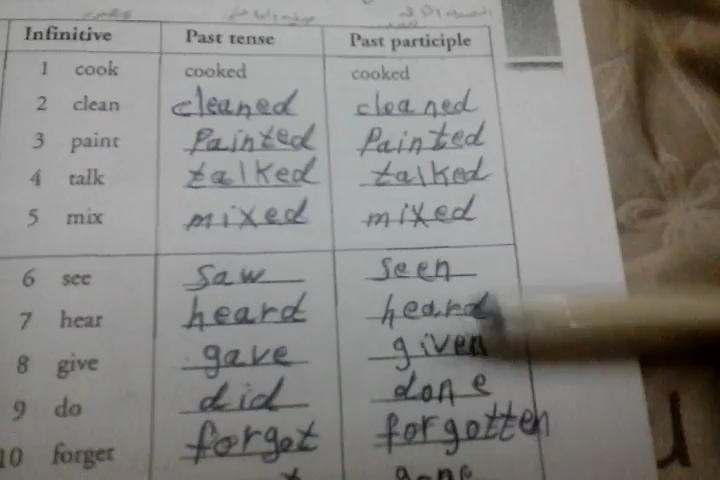 Infinitive Past tense Past participle
1 cook cooked cooked
2 clean cleaned cleaned
3 paint Painted Painted
4 talk talked talked
5 mix mixed mixed
6 see saw seen
7 hear heard heard
8 give gave given
9 do did done
10 forget forgot forgotten
gone